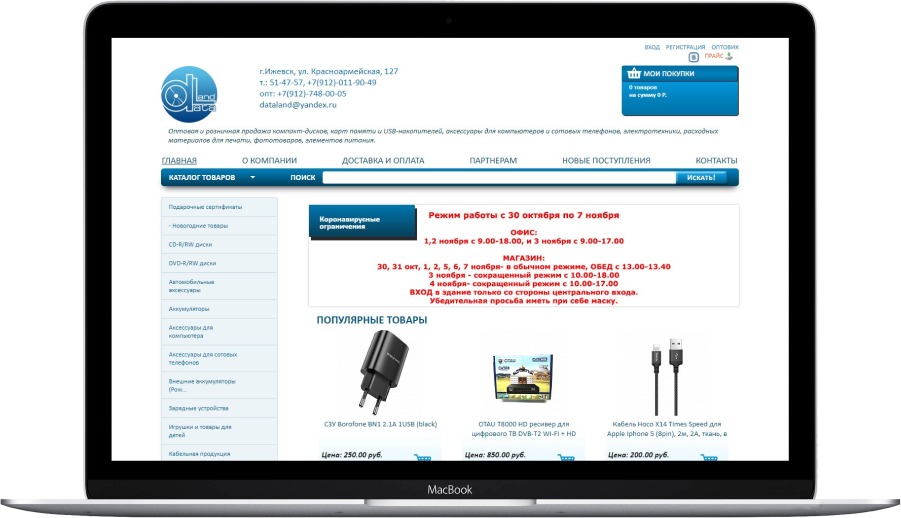 ВХОД РЕГИСТРАЦИЯ ОПТОВИК
В ПРАЙС
г.Ижевск, ул. Красноармейская, 127
т.: 51-47-57, +7(912)-011-90-49
опт: +7(912)-748-00-05
dataland@yandex.ru
Land
data
МОИ ПОКУПКИ
0 товаров
на сумму 0 Р.
Оптовая и розничная продажа компакт-дисков, карт памяти и USB-накопителей, аксессуары для компьютеров и сотовых телефонов, электротехники, расходных
материалов для печати, фототоваров, элементов питания.
ГЛАВНАЯ О КОМПАНИИ ДОСТАВКА И ОПЛАТА ПАРТНЕРАМ НОВЫЕ ПОСТУПЛЕНИЯ КОНТАКТЫ
КАТАЛОГ ТОВАРОВ ПОИСК Искать!
Подарочные сертификаты
- Новогодние товары
CD-R/RW диски
DVD-R/RW диски
Автомобильные
аксессуары
Аккумуляторы
Аксессуары для
компьютера
Аксессуары для сотовых
телефонов
Внешние аккумуляторы
(Pow...
Зарядные устройства
Игрушки и товары для
детей
Кабельная продукция
Коронавирусные
ограничения
Режим работы с 30 октября по 7 ноября
ОФИС:
1,2 ноября с 9.00-18.00, и 3 ноября с 9.00-17.00
МАГАЗИН:
30, 31 окт, 1, 2, 5, 6, 7 ноября- в обычном режиме, ОБЕД с 13.00-13.40
3 ноября - сокращенный режим с 10.00-18.00
4 ноября- сокращенный режим с 10.00-17.00
ВХОД в здание только со стороны центрального входа.
Убедительная просьба иметь при себе маску.
ПОПУЛЯРНЫЕ ТОВАРЫ
СЗУ Borofone BN1 2.1A 1USB (black)
Цена: 250.00 руб.
OTAU T8000 HD ресивер для
цифрового ТВ DVB-T2 WI-FI + HD
Цена: 850.00 руб.
Кабель Hoco X14 Times Speed для
Apple Iphone 5 (8pin), 2м, 2А, ткань, в
Цена: 200.00 руб.
MacBook